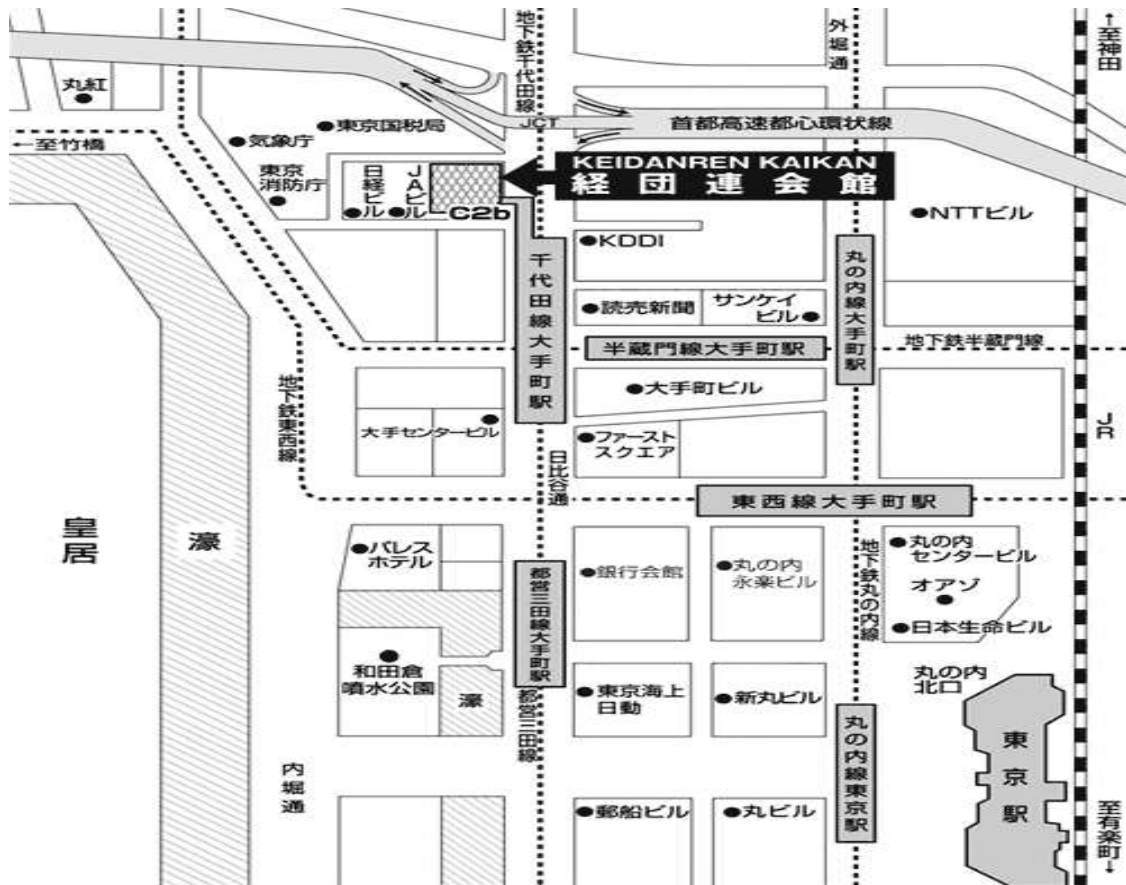 地下鉄千代田線
外堀通
←至神田
丸紅
気象庁
東京国税局
JCT
首都高速都心環状線
←至竹橋
東京
消防庁
日経ビル
JAビル
C2b
KEIDANREN KAIKAN
経団連会館
NTTビル
KDDI
千代田線大手町駅
丸の内線大手町駅
読売新聞
サンケイ
ビル
半蔵門線大手町駅
地下鉄半蔵門線
地下鉄東西線
大手町ビル
大手センタービル
ファースト
スクエア
JR
日比谷通
東西線大手町駅
皇居
濠
パレス
ホテル
都営三田線大手町駅
銀行会館
丸の内
永楽ビル
地下鉄丸の内線
丸の内
センタービル
オアゾ
日本生命ビル
和田倉
噴水公園
濠
都営三田線
東京海上
日動
新丸ビル
丸の内
北口
丸の内線東京駅
東京駅
内堀通
郵船ビル
丸ビル
至有楽町→